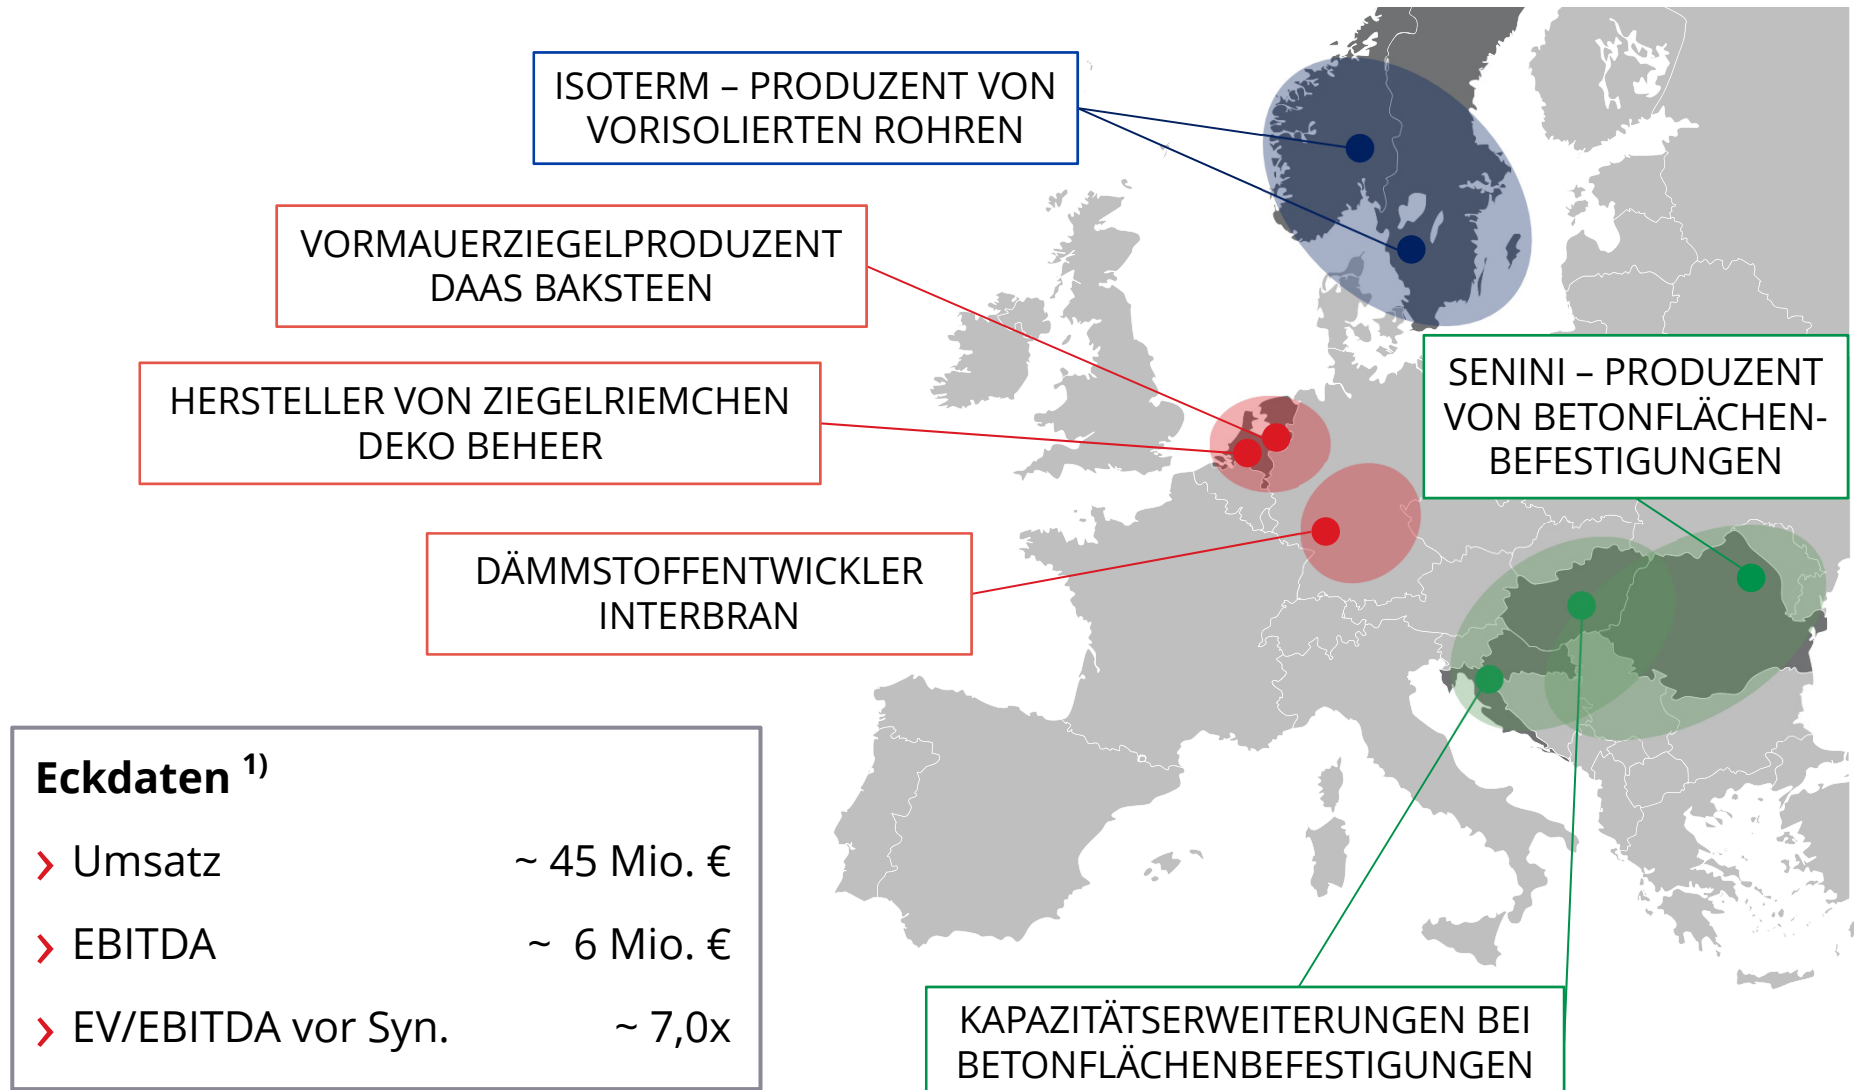 ISOTERM – PRODUZENT VON
VORISOLIERTEN ROHREN
VORMAUERZIEGELPRODUZENT
DAAS BAKSTEEN
HERSTELLER VON ZIEGELRIEMCHEN
DEKO BEHEER
SENINI – PRODUZENT
VON BETONFLÄCHEN-
BEFESTIGUNGEN
DÄMMSTOFFENTWICKLER
INTERBRAN
Eckdaten 1)
› Umsatz ~ 45 Mio. €
› EBITDA ~ 6 Mio. €
› EV/EBITDA vor Syn. ~ 7,0x
KAPAZITÄTSERWEITERUNGEN BEI
BETONFLÄCHENBEFESTIGUNGEN